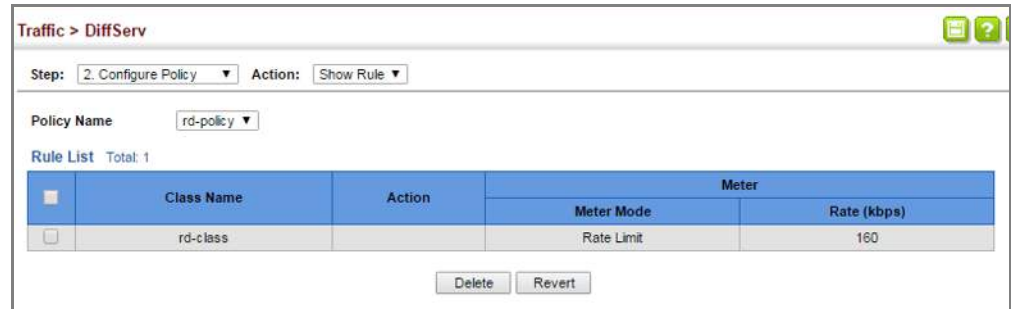 Traffic > DiffServ
Step: 2. Configure Policy Action: Show Rule
Policy Name rd-policy
Rule List Total: 1
Class Name Action Meter
Meter Mode Rate (kbps)
rd-class Rate Limit 160
Delete Revert